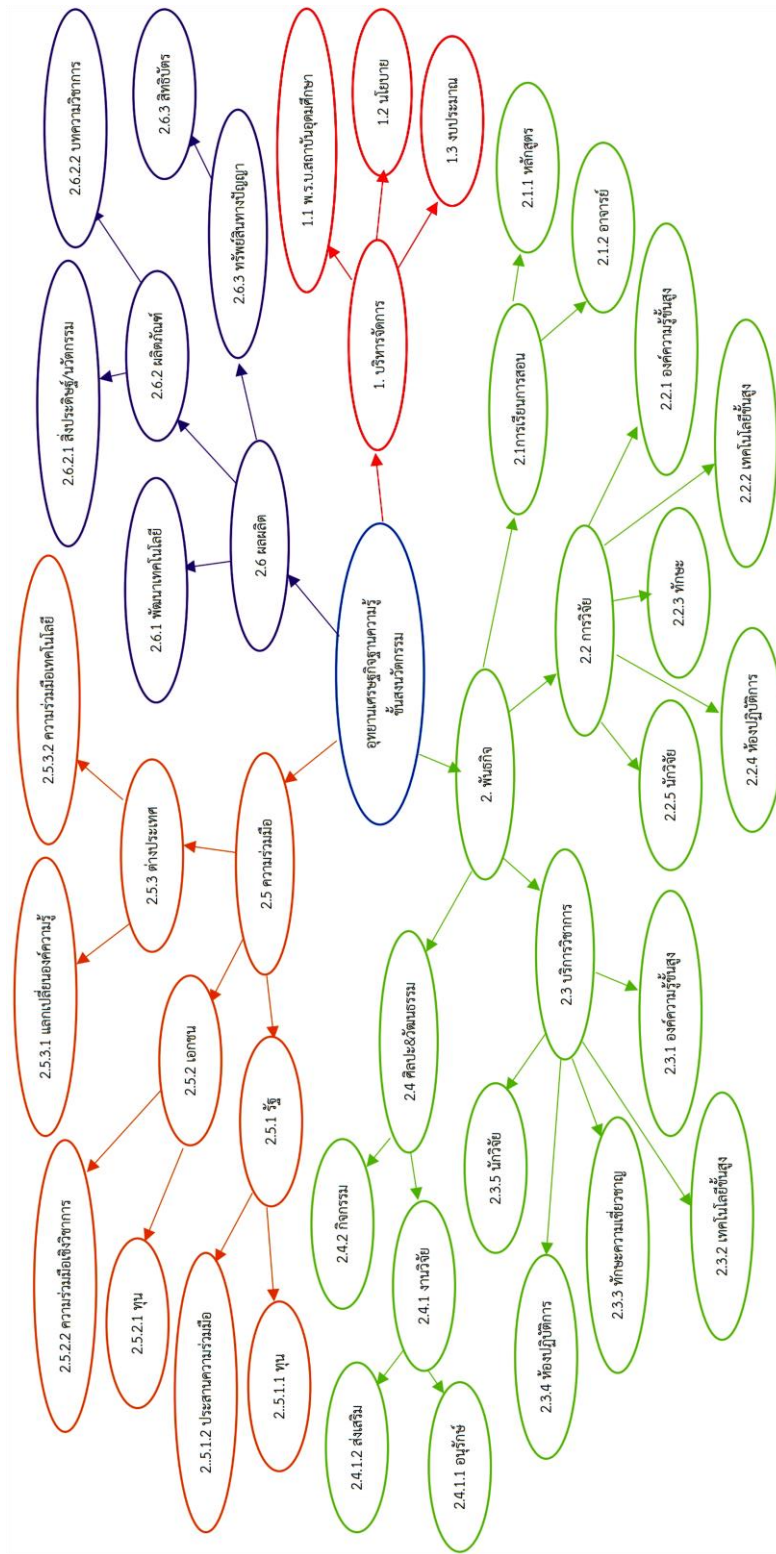 อุทยานเศรษฐกิจฐานความรู้
ขั้นสูงนวัตกรรม
1. บริหารจัดการ
1.1 พ.ร.บ.สถาบันอุดมศึกษา
1.2 นโยบาย
1.3 งบประมาณ
2. พันธกิจ
2.1การเรียนการสอน
2.1.1 หลักสูตร
2.1.2 อาจารย์
2.2 การวิจัย
2.2.1 องค์ความรู้ขั้นสูง
2.2.2 เทคโนโลยีขั้นสูง
2.2.3 ทักษะ
2.2.4 ห้องปฏิบัติการ
2.2.5 นักวิจัย
2.3 บริการวิชาการ
2.3.1 องค์ความรู้ขั้นสูง
2.3.2 เทคโนโลยีขั้นสูง
2.3.3 ทักษะความเชี่ยวชาญ
2.3.4 ห้องปฏิบัติการ
2.3.5 นักวิจัย
2.4 ศิลปะ&วัฒนธรรม
2.4.1 งานวิจัย
2.4.1.1 อนุรักษ์
2.4.1.2 ส่งเสริม
2.4.2 กิจกรรม
2.5 ความร่วมมือ
2.5.1 รัฐ
2..5.1.1 ทุน
2..5.1.2 ประสานความร่วมมือ
2.5.2 เอกชน
2.5.2.1 ทุน
2.5.2.2 ความร่วมมือเชิงวิชาการ
2.5.3 ต่างประเทศ
2.5.3.1 แลกเปลี่ยนองค์ความรู้
2.5.3.2 ความร่วมมือเทคโนโลยี
2.6 ผลผลิต
2.6.1 พัฒนาเทคโนโลยี
2.6.2 ผลิตภัณฑ์
2.6.2.1 สิ่งประดิษฐ์/นวัตกรรม
2.6.2.2 บทความวิชาการ
2.6.3 ทรัพย์สินทางปัญญา
2.6.3 สิทธิบัตร